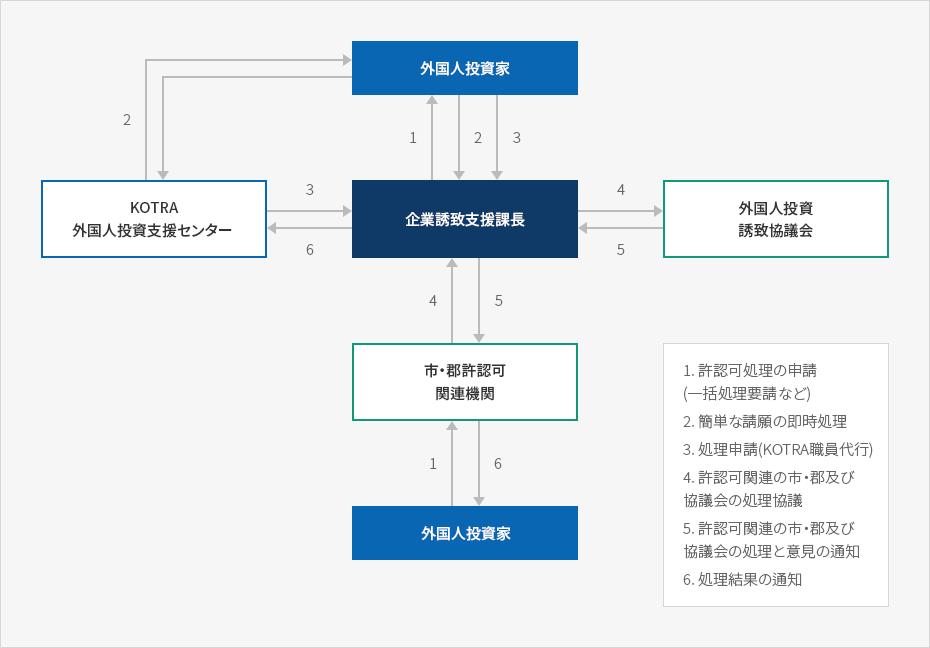 外国人投資家
2
1
2
3
KOTRA
外国人投資支援センター
3
6
企業誘致支援課長
4
5
外国人投資
誘致協議会
4
5
市・郡許認可
関連機関
1
6
外国人投資家
1. 許認可処理の申請
(一括処理要請など)
2. 簡単な請願の即時処理
3. 処理申請(KOTRA職員代行)
4. 許認可関連の市・郡及び
協議会の処理協議
5. 許認可関連の市・郡及び
協議会の処理と意見の通知
6. 処理結果の通知